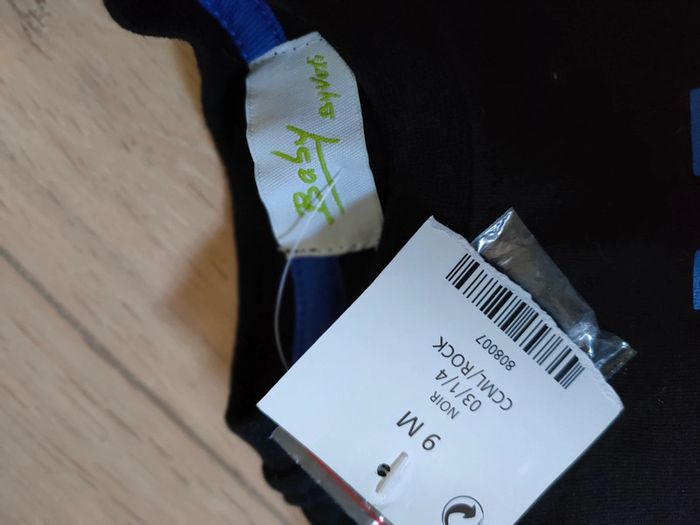 Baby
9 M
NOIR
03/1/4
CCML/ROCK
808007